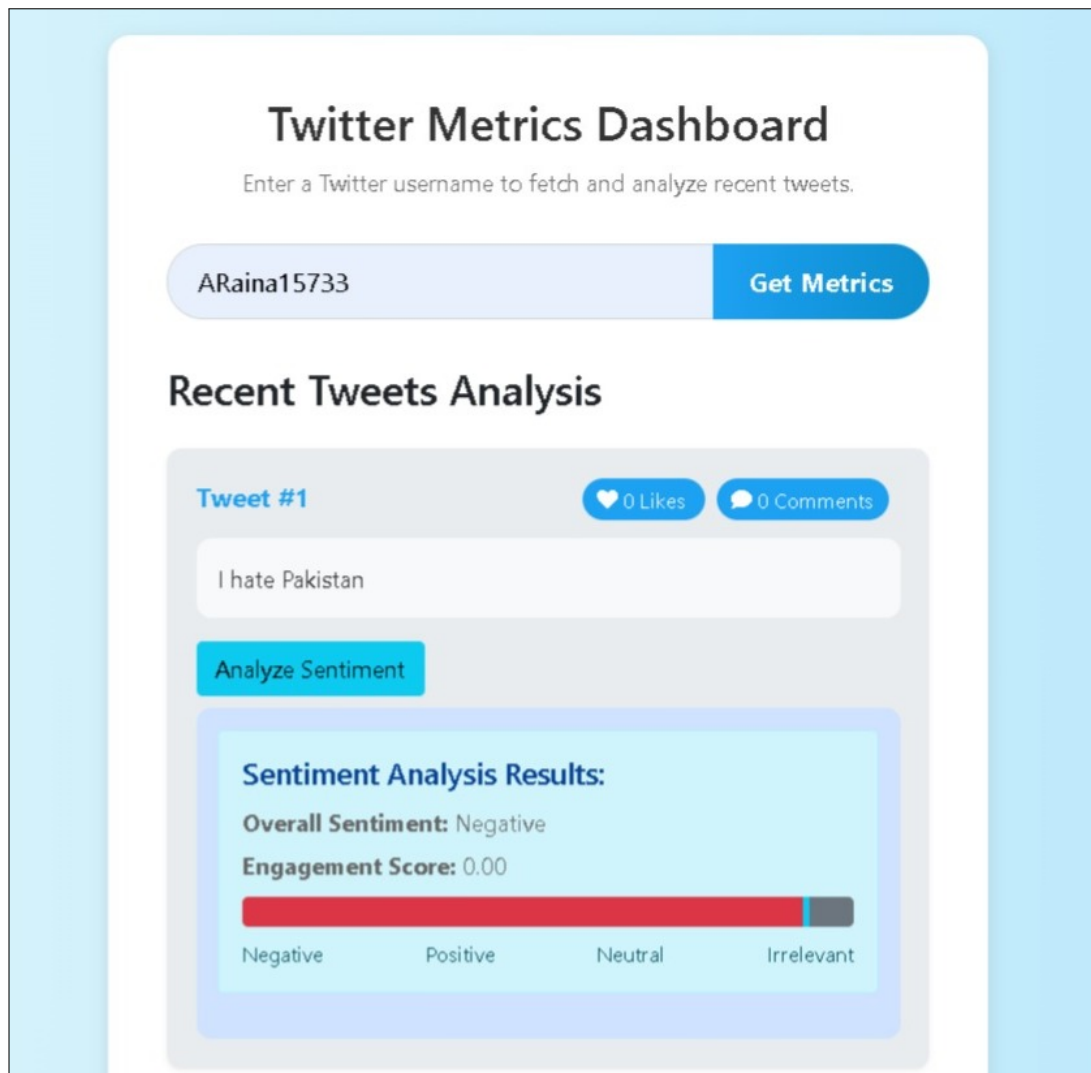 Twitter Metrics Dashboard
Enter a Twitter username to fetch and analyze recent tweets.
ARaina15733
Get Metrics
Recent Tweets Analysis
Tweet #1
0 Likes
0 Comments
I hate Pakistan
Analyze Sentiment
Sentiment Analysis Results:
Overall Sentiment: Negative
Engagement Score: 0.00
Negative Positive Neutral Irrelevant